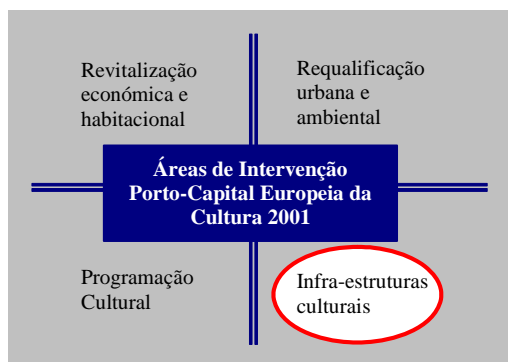 Revitalização
económica e
habitacional
Requalificação
urbana e
ambiental
Áreas de Intervenção
Porto-Capital Europeia da
Cultura 2001
Programação
Cultural
Infra-estruturas
culturais